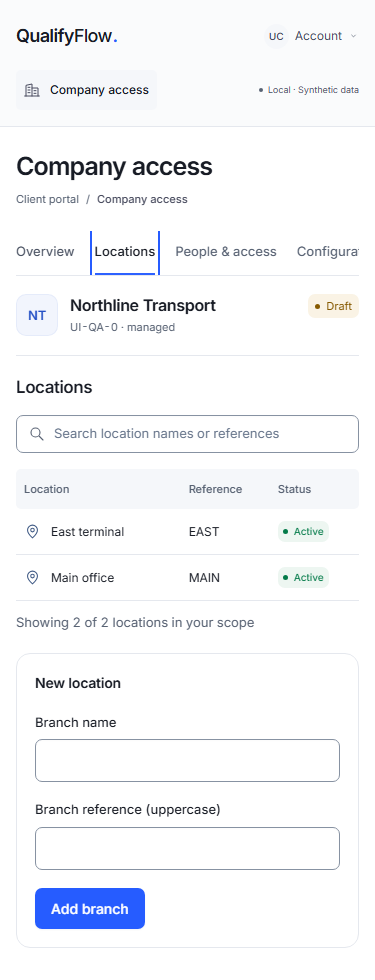 QualifyFlow.
UC Account
Company access
Local · Synthetic data
Company access
Client portal / Company access
Overview Locations People & access Configurat
NT
Northline Transport
Draft
UI-QA-0 · managed
Locations
Search location names or references
Location Reference Status
East terminal EAST Active
Main office MAIN Active
Showing 2 of 2 locations in your scope
New location
Branch name
Branch reference (uppercase)
Add branch